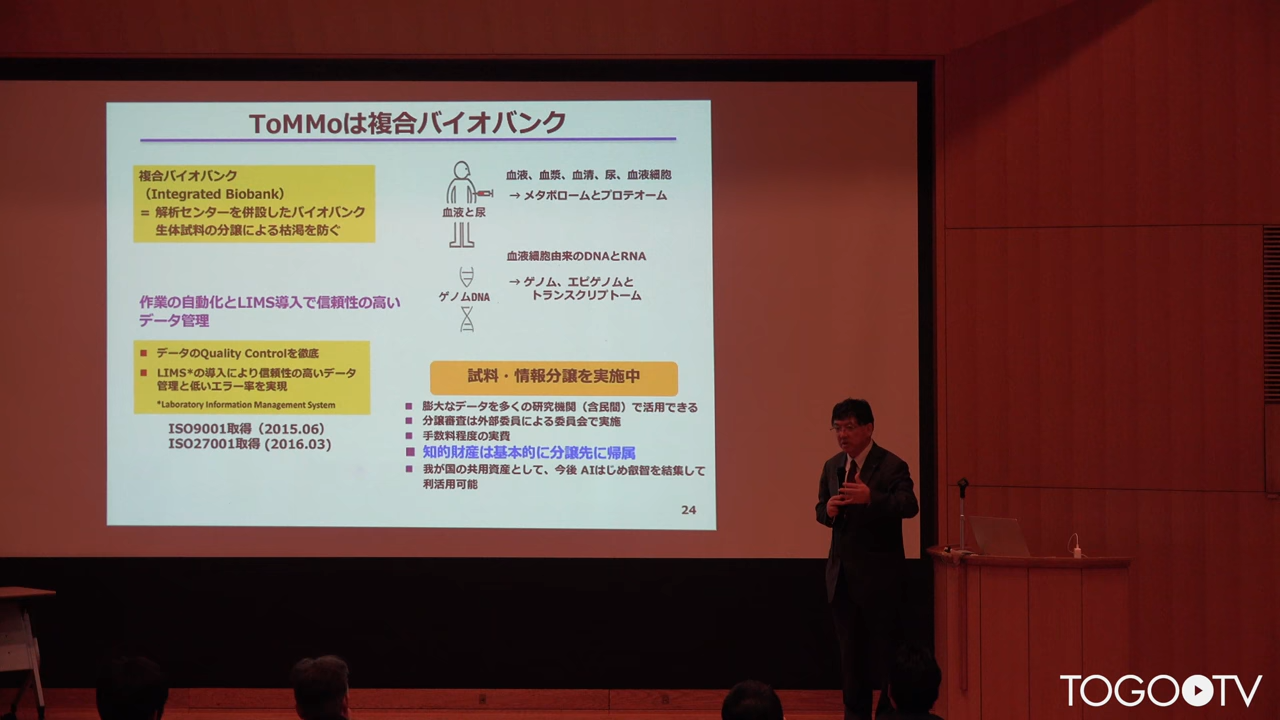 ToMMoは複合バイオバンク
複合バイオバンク
(Integrated Biobank)
= 解析センターを併設したバイオバンク
生体試料の分譲による枯渇を防ぐ
作業の自動化とLIMS導入で信頼性の高い
データ管理
■ データのQuality Controlを徹底
■ LIMS*の導入により信頼性の高いデータ
管理と低いエラー率を実現
*Laboratory Information Management System
ISO9001取得（2015.06)
ISO27001取得 (2016.03)
血液、血漿、血清、尿、血液細胞
→ メタボロームとプロテオーム
血液と尿
血液細胞由来のDNAとRNA
→ ゲノム、エピゲノムと
トランスクリプトーム
ゲノムDNA
試料・情報分譲を実施中
■ 膨大なデータを多くの研究機関（含民間）で活用できる
■ 分譲審査は外部委員による委員会で実施
■ 手数料程度の実費
■ 知的財産は基本的に分譲先に帰属
■ 我が国の共用資産として、今後 AIはじめ叡智を結集して
利活用可能
24
TOGOTV